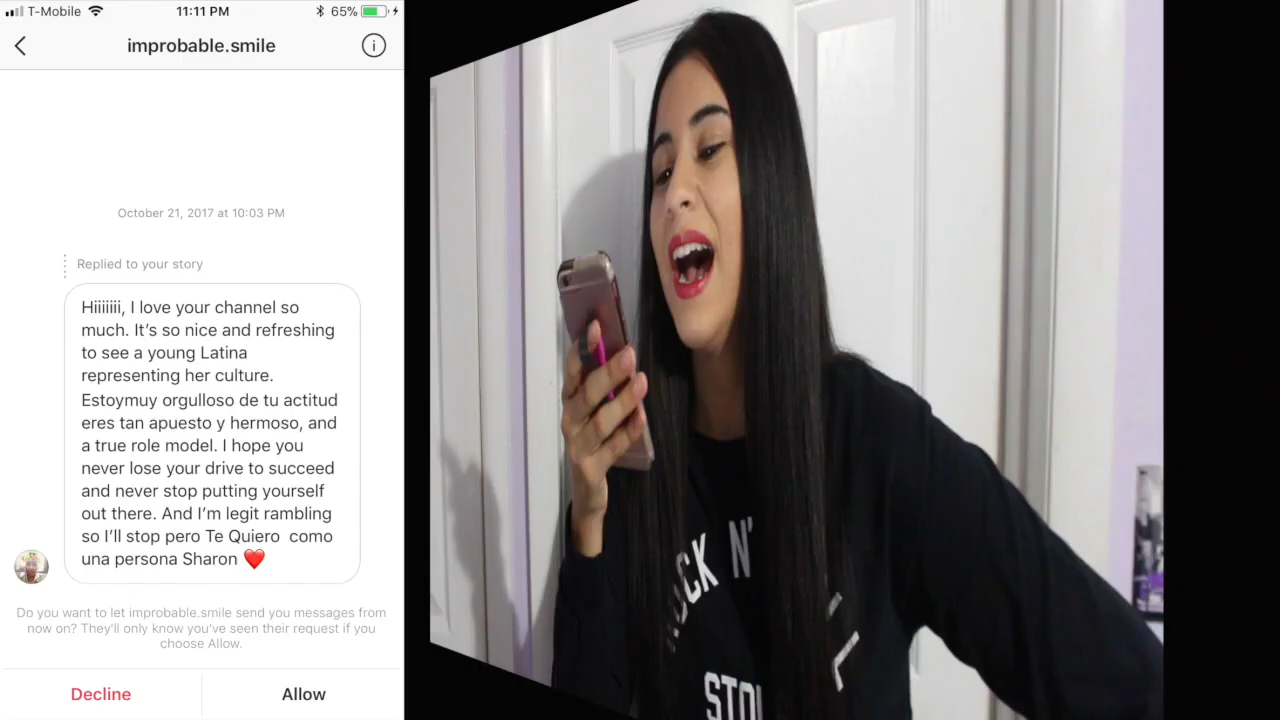 T-Mobile 11:11 PM 65%
improbable.smile
October 21, 2017 at 10:03 PM
Replied to your story
Hiiiiiii, I love your channel so
much. It's so nice and refreshing
to see a young Latina
representing her culture.
Estoymuy orgulloso de tu actitud
eres tan apuesto y hermoso, and
a true role model. I hope you
never lose your drive to succeed
and never stop putting yourself
out there. And I'm legit rambling
so I'll stop pero Te Quiero como
una persona Sharon ❤️
Do you want to let improbable.smile send you messages from
now on? They'll only know you've seen their request if you
choose Allow.
Decline Allow
N'